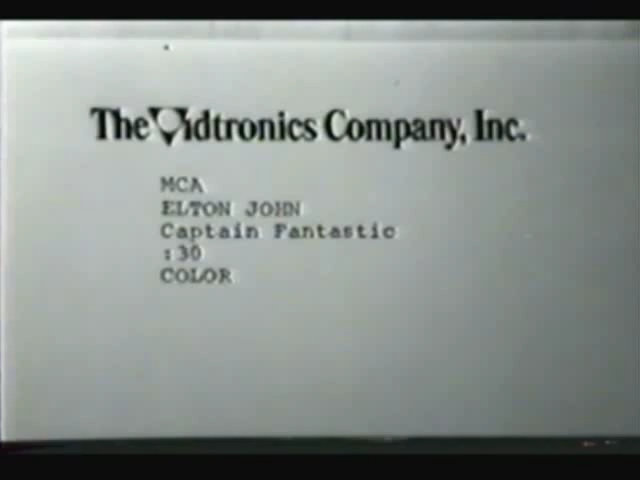 The Vidtronics Company, Inc.
MCA
ELTON JOHN
Captain Fantastic
:30
COLOR